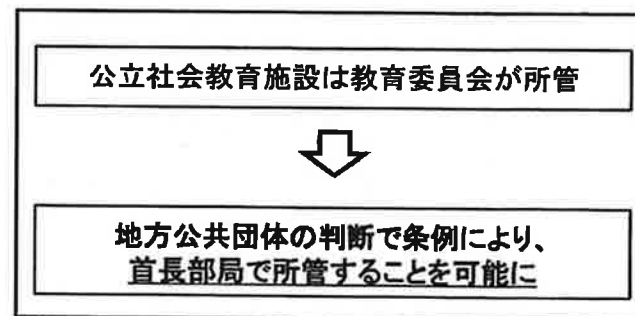 公立社会教育施設は教育委員会が所管
地方公共団体の判断で条例により、
首長部局で所管することを可能に